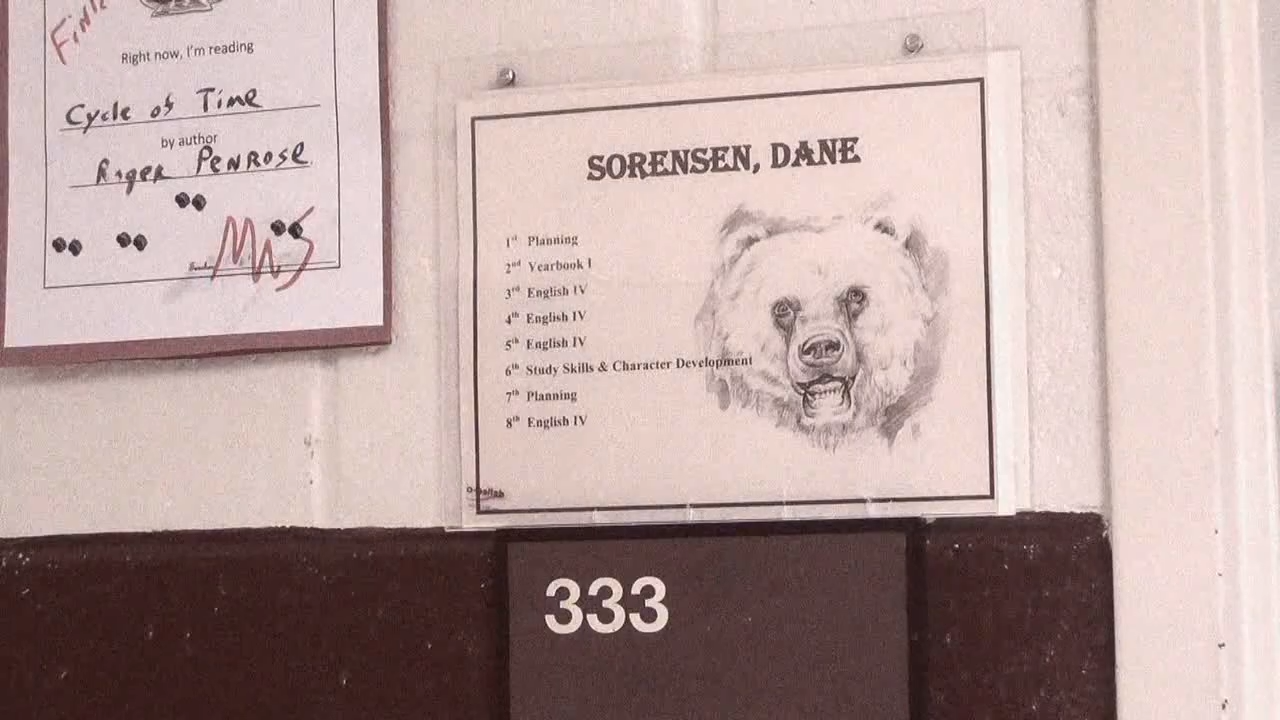 Right now, I'm reading
Cycle of Time
by author
Roger Penrose
MWS
SORENSEN, DANE
1st Planning
2nd Yearbook I
3rd English IV
4th English IV
5th English IV
6th Study Skills & Character Development
7th Planning
8th English IV
333